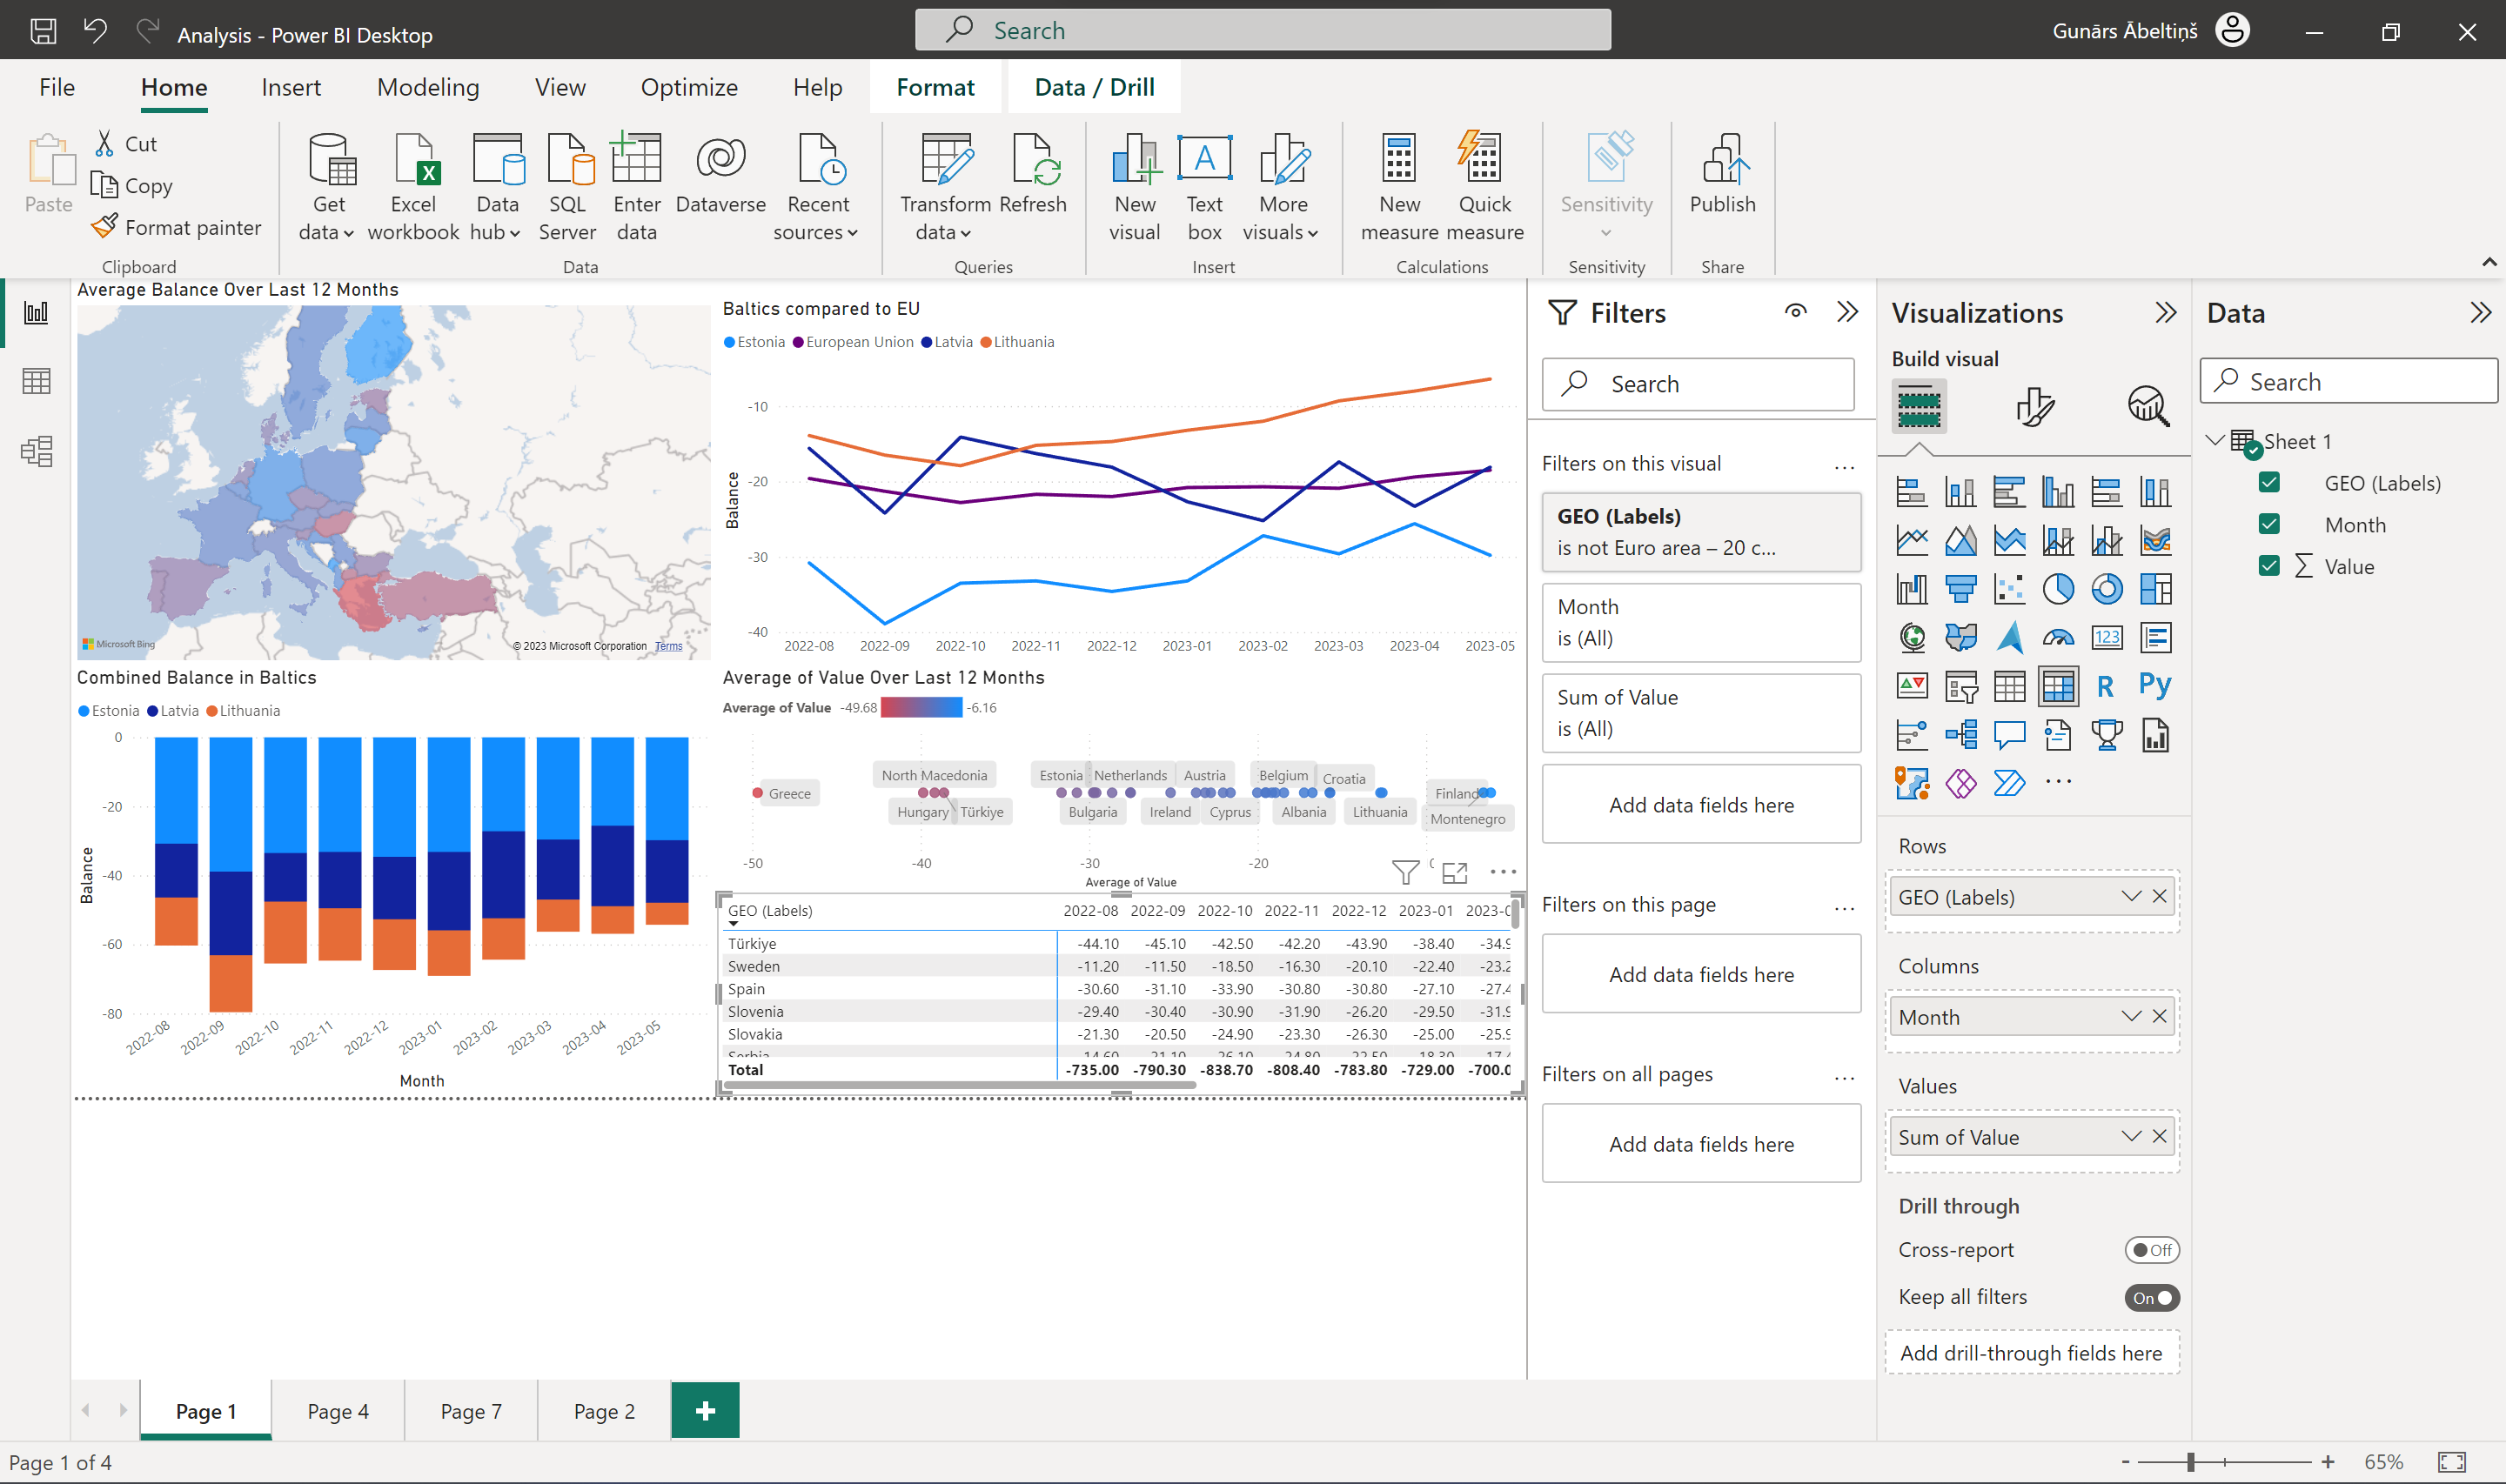 Analysis - Power BI Desktop
Search
Gunārs Ābeltiņš
File Home Insert Modeling View Optimize Help Format Data / Drill
Paste
Cut
Copy
Format painter
Clipboard
Get data
Excel workbook
Data hub
SQL Server
Enter data
Dataverse
Recent sources
Data
Transform data
Refresh
Queries
New visual
Text box
More visuals
Insert
New measure
Quick measure
Calculations
Sensitivity
Sensitivity
Publish
Share
Average Balance Over Last 12 Months
Microsoft Bing
© 2023 Microsoft Corporation Terms
Baltics compared to EU
Estonia European Union Latvia Lithuania
Balance
-10
-20
-30
-40
2022-08 2022-09 2022-10 2022-11 2022-12 2023-01 2023-02 2023-03 2023-04 2023-05
Combined Balance in Baltics
Estonia Latvia Lithuania
Balance
0
-20
-40
-60
-80
2022-08 2022-09 2022-10 2022-11 2022-12 2023-01 2023-02 2023-03 2023-04 2023-05
Month
Average of Value Over Last 12 Months
Average of Value -49.68 -6.16
North Macedonia Estonia Netherlands Austria Belgium Croatia
Greece Finland
Hungary Türkiye Bulgaria Ireland Cyprus Albania Lithuania Montenegro
-50 -40 -30 -20
Average of Value
GEO (Labels) 2022-08 2022-09 2022-10 2022-11 2022-12 2023-01
Türkiye -44.10 -45.10 -42.50 -42.20 -43.90 -38.40 -34.9
Sweden -11.20 -11.50 -18.50 -16.30 -20.10 -22.40 -23.2
Spain -30.60 -31.10 -33.90 -30.80 -30.80 -27.10 -27.4
Slovenia -29.40 -30.40 -30.90 -31.90 -26.20 -29.50 -31.9
Slovakia -21.30 -20.50 -24.90 -23.30 -26.30 -25.00 -25.9
Total -735.00 -790.30 -838.70 -808.40 -783.80 -729.00 -700.0
Filters
Search
Filters on this visual ...
GEO (Labels)
is not Euro area – 20 c...
Month
is (All)
Sum of Value
is (All)
Add data fields here
Filters on this page ...
Add data fields here
Filters on all pages ...
Add data fields here
Visualizations
Build visual
123
R
Py
...
Rows
GEO (Labels)
Columns
Month
Values
Sum of Value
Drill through
Cross-report Off
Keep all filters On
Add drill-through fields here
Data
Search
Sheet 1
GEO (Labels)
Month
Value
Page 1 Page 4 Page 7 Page 2 +
Page 1 of 4
- + 65%